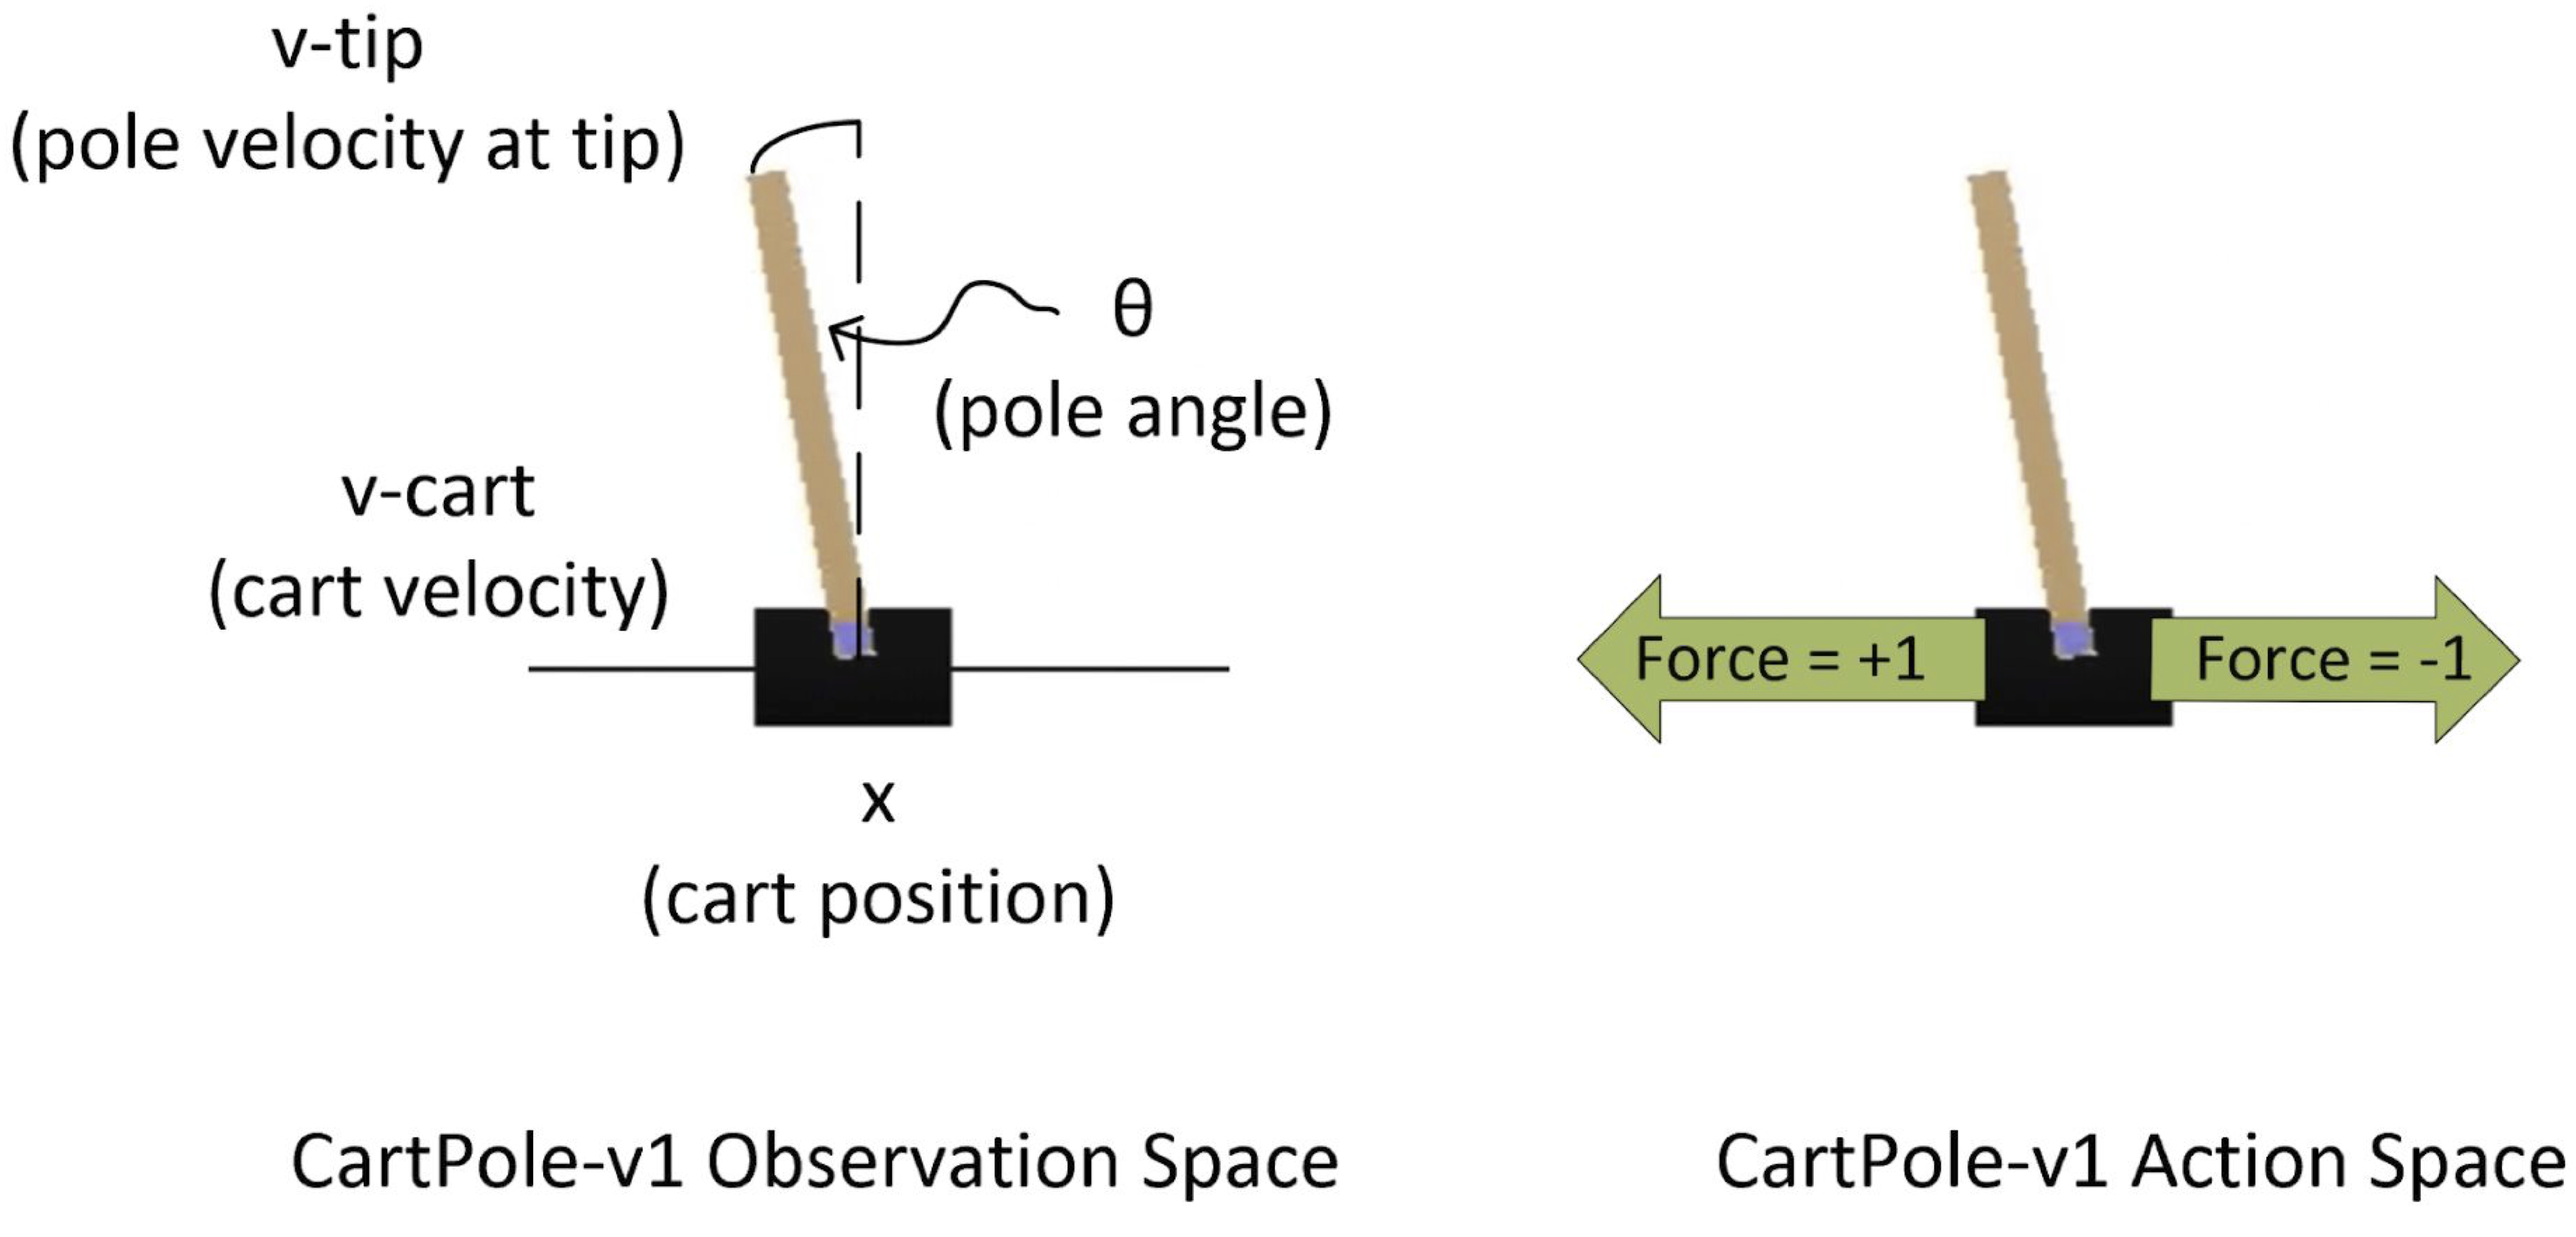 v-tip
(pole velocity at tip)
θ
(pole angle)
v-cart
(cart velocity)
x
(cart position)
CartPole-v1 Observation Space
Force = +1
Force = -1
CartPole-v1 Action Space